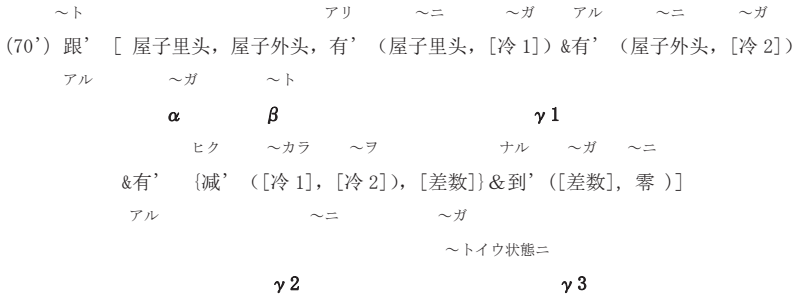 ～ト アリ ～ニ ～ガ アル ～ニ ～ガ
(70’) 跟’ [ 屋子里头，屋子外头，有’（屋子里头，[冷 1]）&有’（屋子外头，[冷 2]）
アル ～ガ ～ト
α β γ1
ヒク ～カラ ～ヲ ナル ～ガ ～ニ
&有’ {减’（[冷 1]，[冷 2]），[差数]}＆到’（[差数]，零 ）]
アル ～ニ ～ガ
～トイウ状態ニ
γ2 γ3